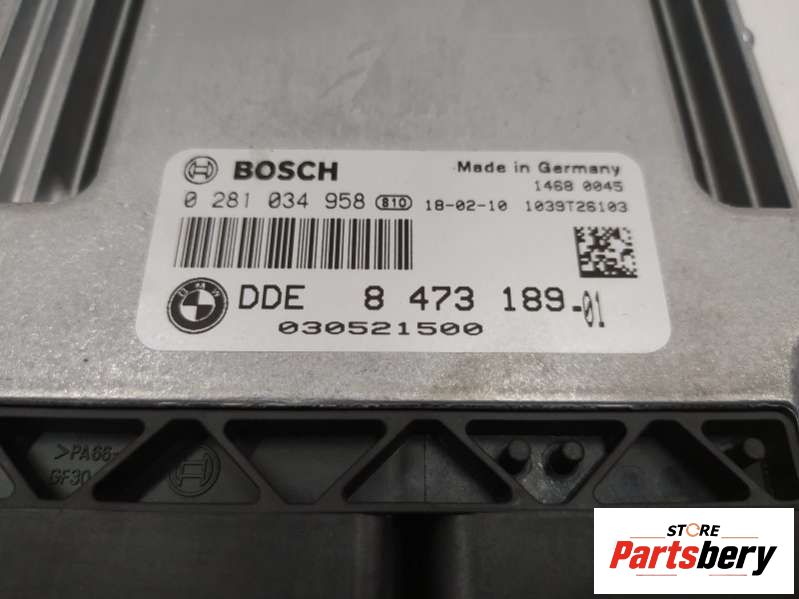 BOSCH
Made in Germany
1468 0045
0 281 034 958 810 18-02-10 1039T26103
BMW DDE 8 473 189-01
030521500
>PA66-
GF30
STORE
Partsbery